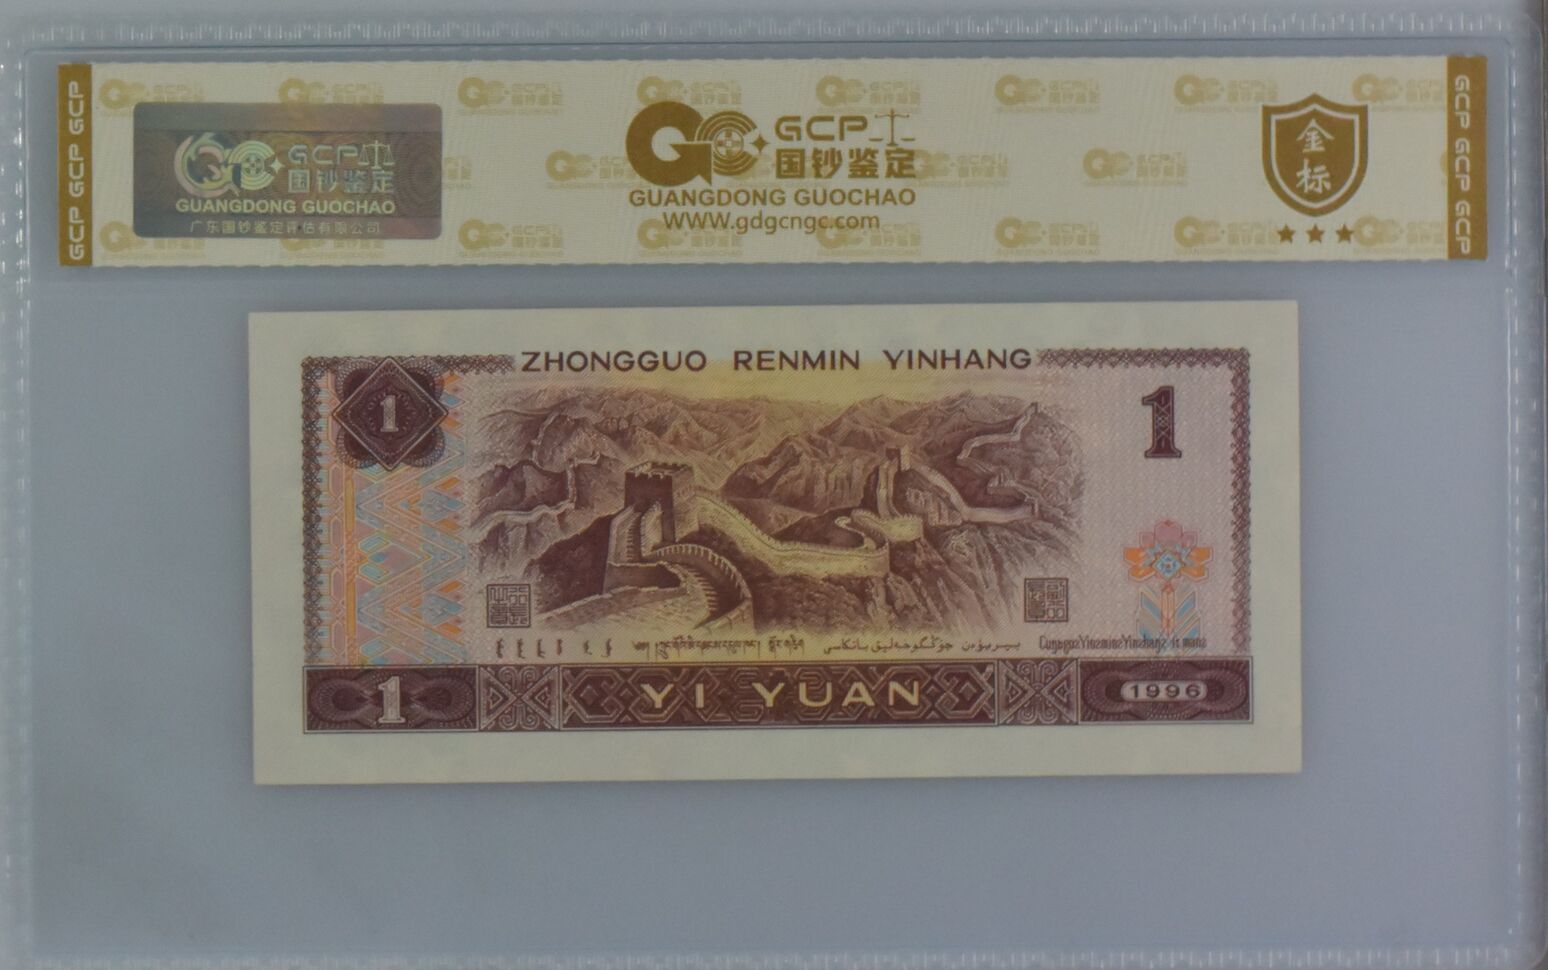 GCP GCP
GCP
国钞鉴定
GUANGDONG GUOCHAO
广东国钞鉴定评估有限公司
GCP
国钞鉴定
GUANGDONG GUOCHAO
WWW.gdgcngc.com
金标
GCP GCP GCP
ZHONGGUO RENMIN YINHANG
1
1
1
YI YUAN
1996